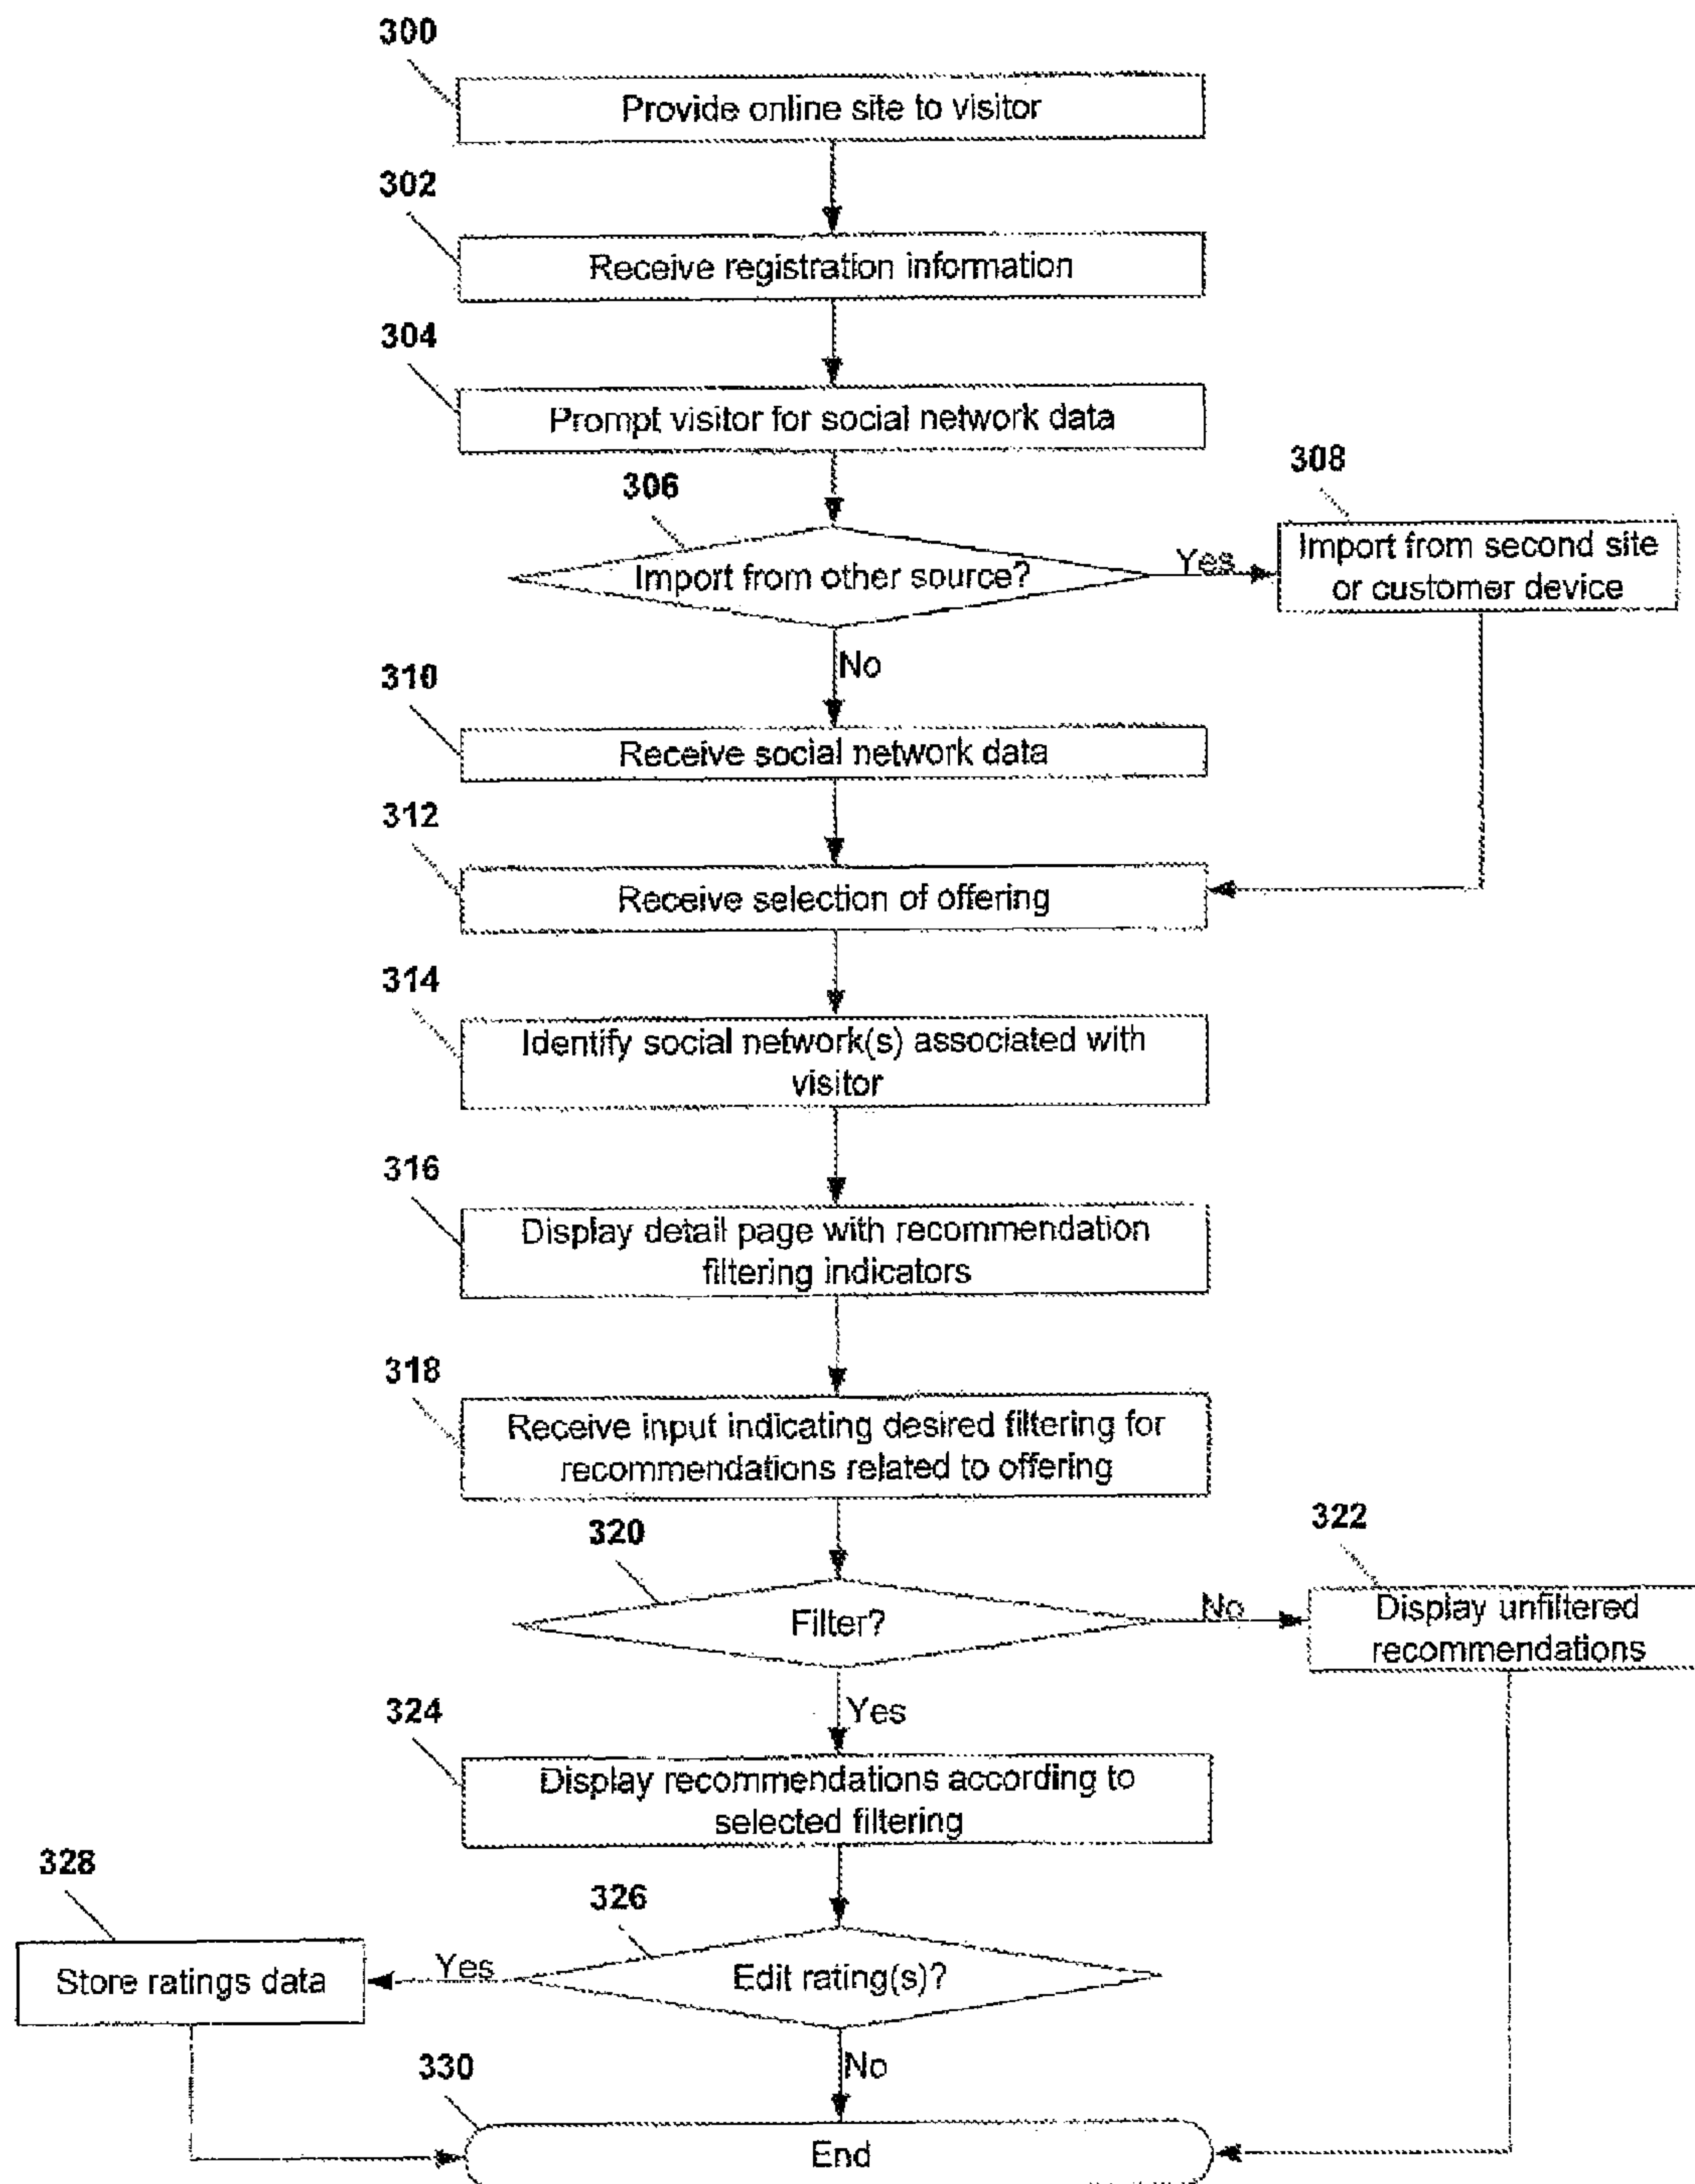 300
Provide online site to visitor
302
Receive registration information
304
Prompt visitor for social network data
306
308
Import from other source?
Yes
Import from second site
or customer device
No
310
Receive social network data
312
Receive selection of offering
314
Identify social network(s) associated with
visitor
316
Display detail page with recommendation
filtering indicators
318
Receive input indicating desired filtering for
recommendations related to offering
320
322
Filter?
No
Display unfiltered
recommendations
Yes
324
Display recommendations according to
selected filtering
328
326
Store ratings data
Yes
Edit rating(s)?
No
330
End